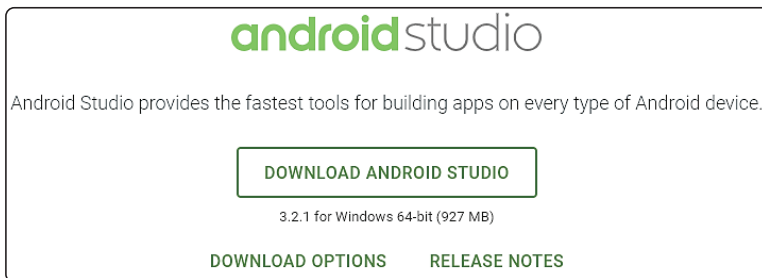 androidstudio
Android Studio provides the fastest tools for building apps on every type of Android device.
DOWNLOAD ANDROID STUDIO
3.2.1 for Windows 64-bit (927 MB)
DOWNLOAD OPTIONS RELEASE NOTES